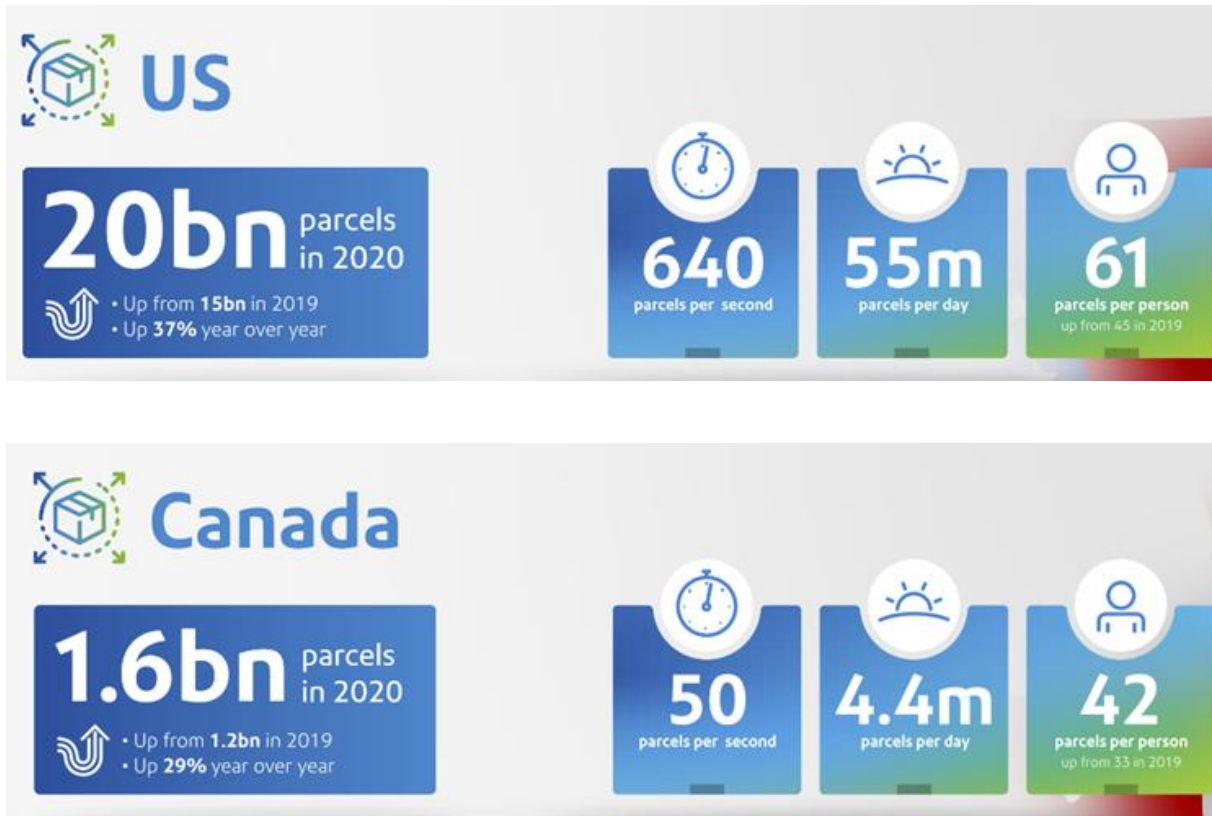 US
20bn parcels in 2020
• Up from 15bn in 2019
• Up 37% year over year
640
parcels per second
55m
parcels per day
61
parcels per person
up from 45 in 2019
Canada
1.6bn parcels in 2020
• Up from 1.2bn in 2019
• Up 29% year over year
50
parcels per second
4.4m
parcels per day
42
parcels per person
up from 33 in 2019